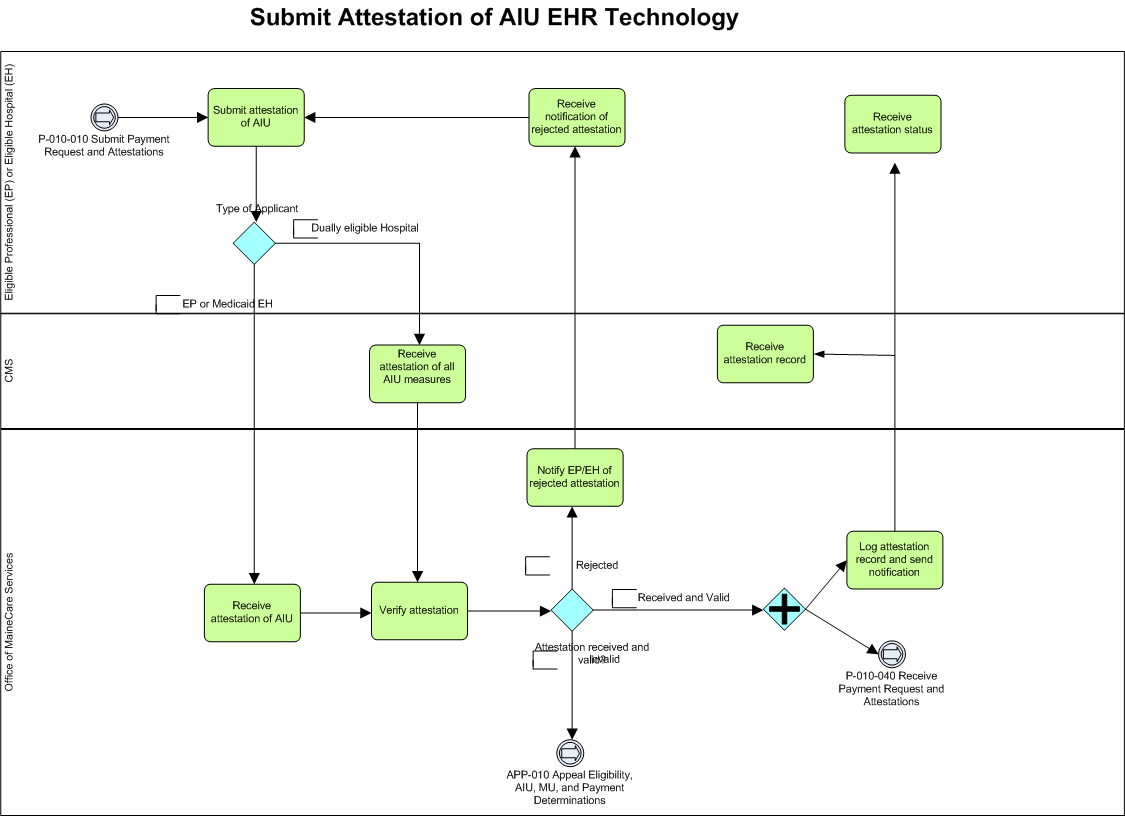 Submit Attestation of AIU EHR Technology
Eligible Professional (EP) or Eligible Hospital (EH)
P-010-010 Submit Payment
Request and Attestations
Submit attestation
of AIU
Receive
notification of
rejected attestation
Receive
attestation status
Type of Applicant
Dually eligible Hospital
EP or Medicaid EH
CMS
Receive
attestation of all
AIU measures
Receive
attestation record
Office of MaineCare Services
Notify EP/EH of
rejected attestation
Log attestation
record and send
notification
Rejected
Received and Valid
Receive
attestation of AIU
Verify attestation
Attestation received and
valid?
Invalid
P-010-040 Receive
Payment Request and
Attestations
APP-010 Appeal Eligibility,
AIU, MU, and Payment
Determinations